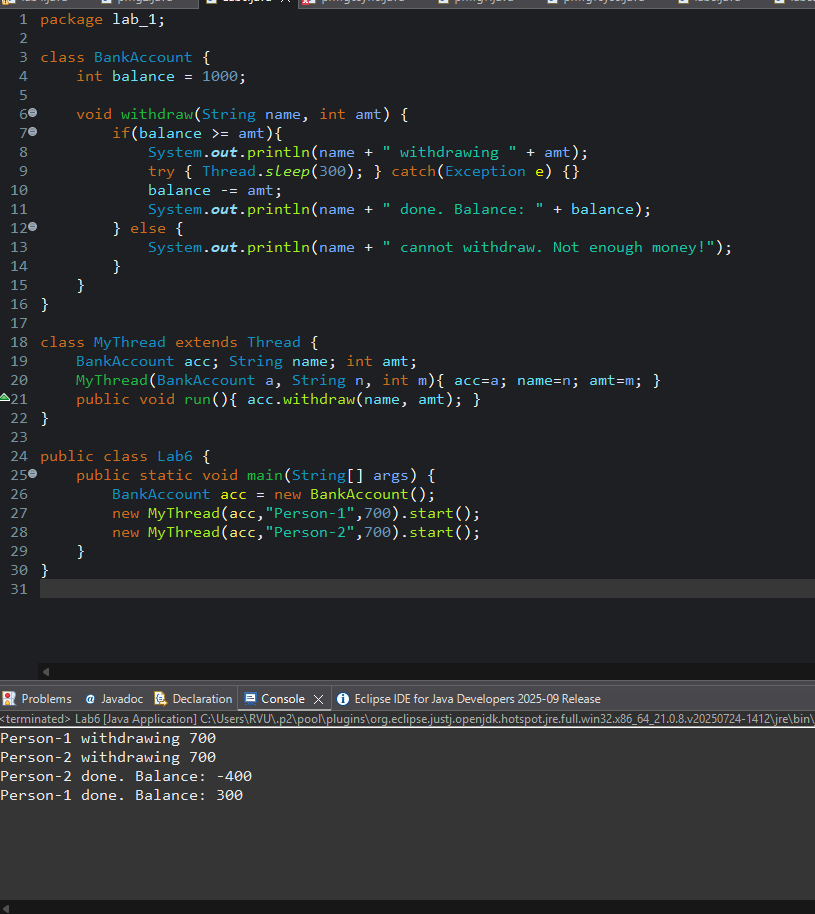 1 package lab_1;
2
3 class BankAccount {
4     int balance = 1000;
5
6     void withdraw(String name, int amt) {
7         if(balance >= amt){
8             System.out.println(name + " withdrawing " + amt);
9             try { Thread.sleep(300); } catch(Exception e) {}
10             balance -= amt;
11             System.out.println(name + " done. Balance: " + balance);
12         } else {
13             System.out.println(name + " cannot withdraw. Not enough money!");
14         }
15     }
16 }
17
18 class MyThread extends Thread {
19     BankAccount acc; String name; int amt;
20     MyThread(BankAccount a, String n, int m){ acc=a; name=n; amt=m; }
21     public void run(){ acc.withdraw(name, amt); }
22 }
23
24 public class Lab6 {
25     public static void main(String[] args) {
26         BankAccount acc = new BankAccount();
27         new MyThread(acc,"Person-1",700).start();
28         new MyThread(acc,"Person-2",700).start();
29     }
30 }
31
Problems @ Javadoc Declaration Console Eclipse IDE for Java Developers 2025-09 Release
<terminated> Lab6 [Java Application] C:\Users\RVU\.p2\pool\plugins\org.eclipse.justj.openjdk.hotspot.jre.full.win32.x86_64_21.0.8.v20250724-1412\jre\bin\
Person-1 withdrawing 700
Person-2 withdrawing 700
Person-2 done. Balance: -400
Person-1 done. Balance: 300